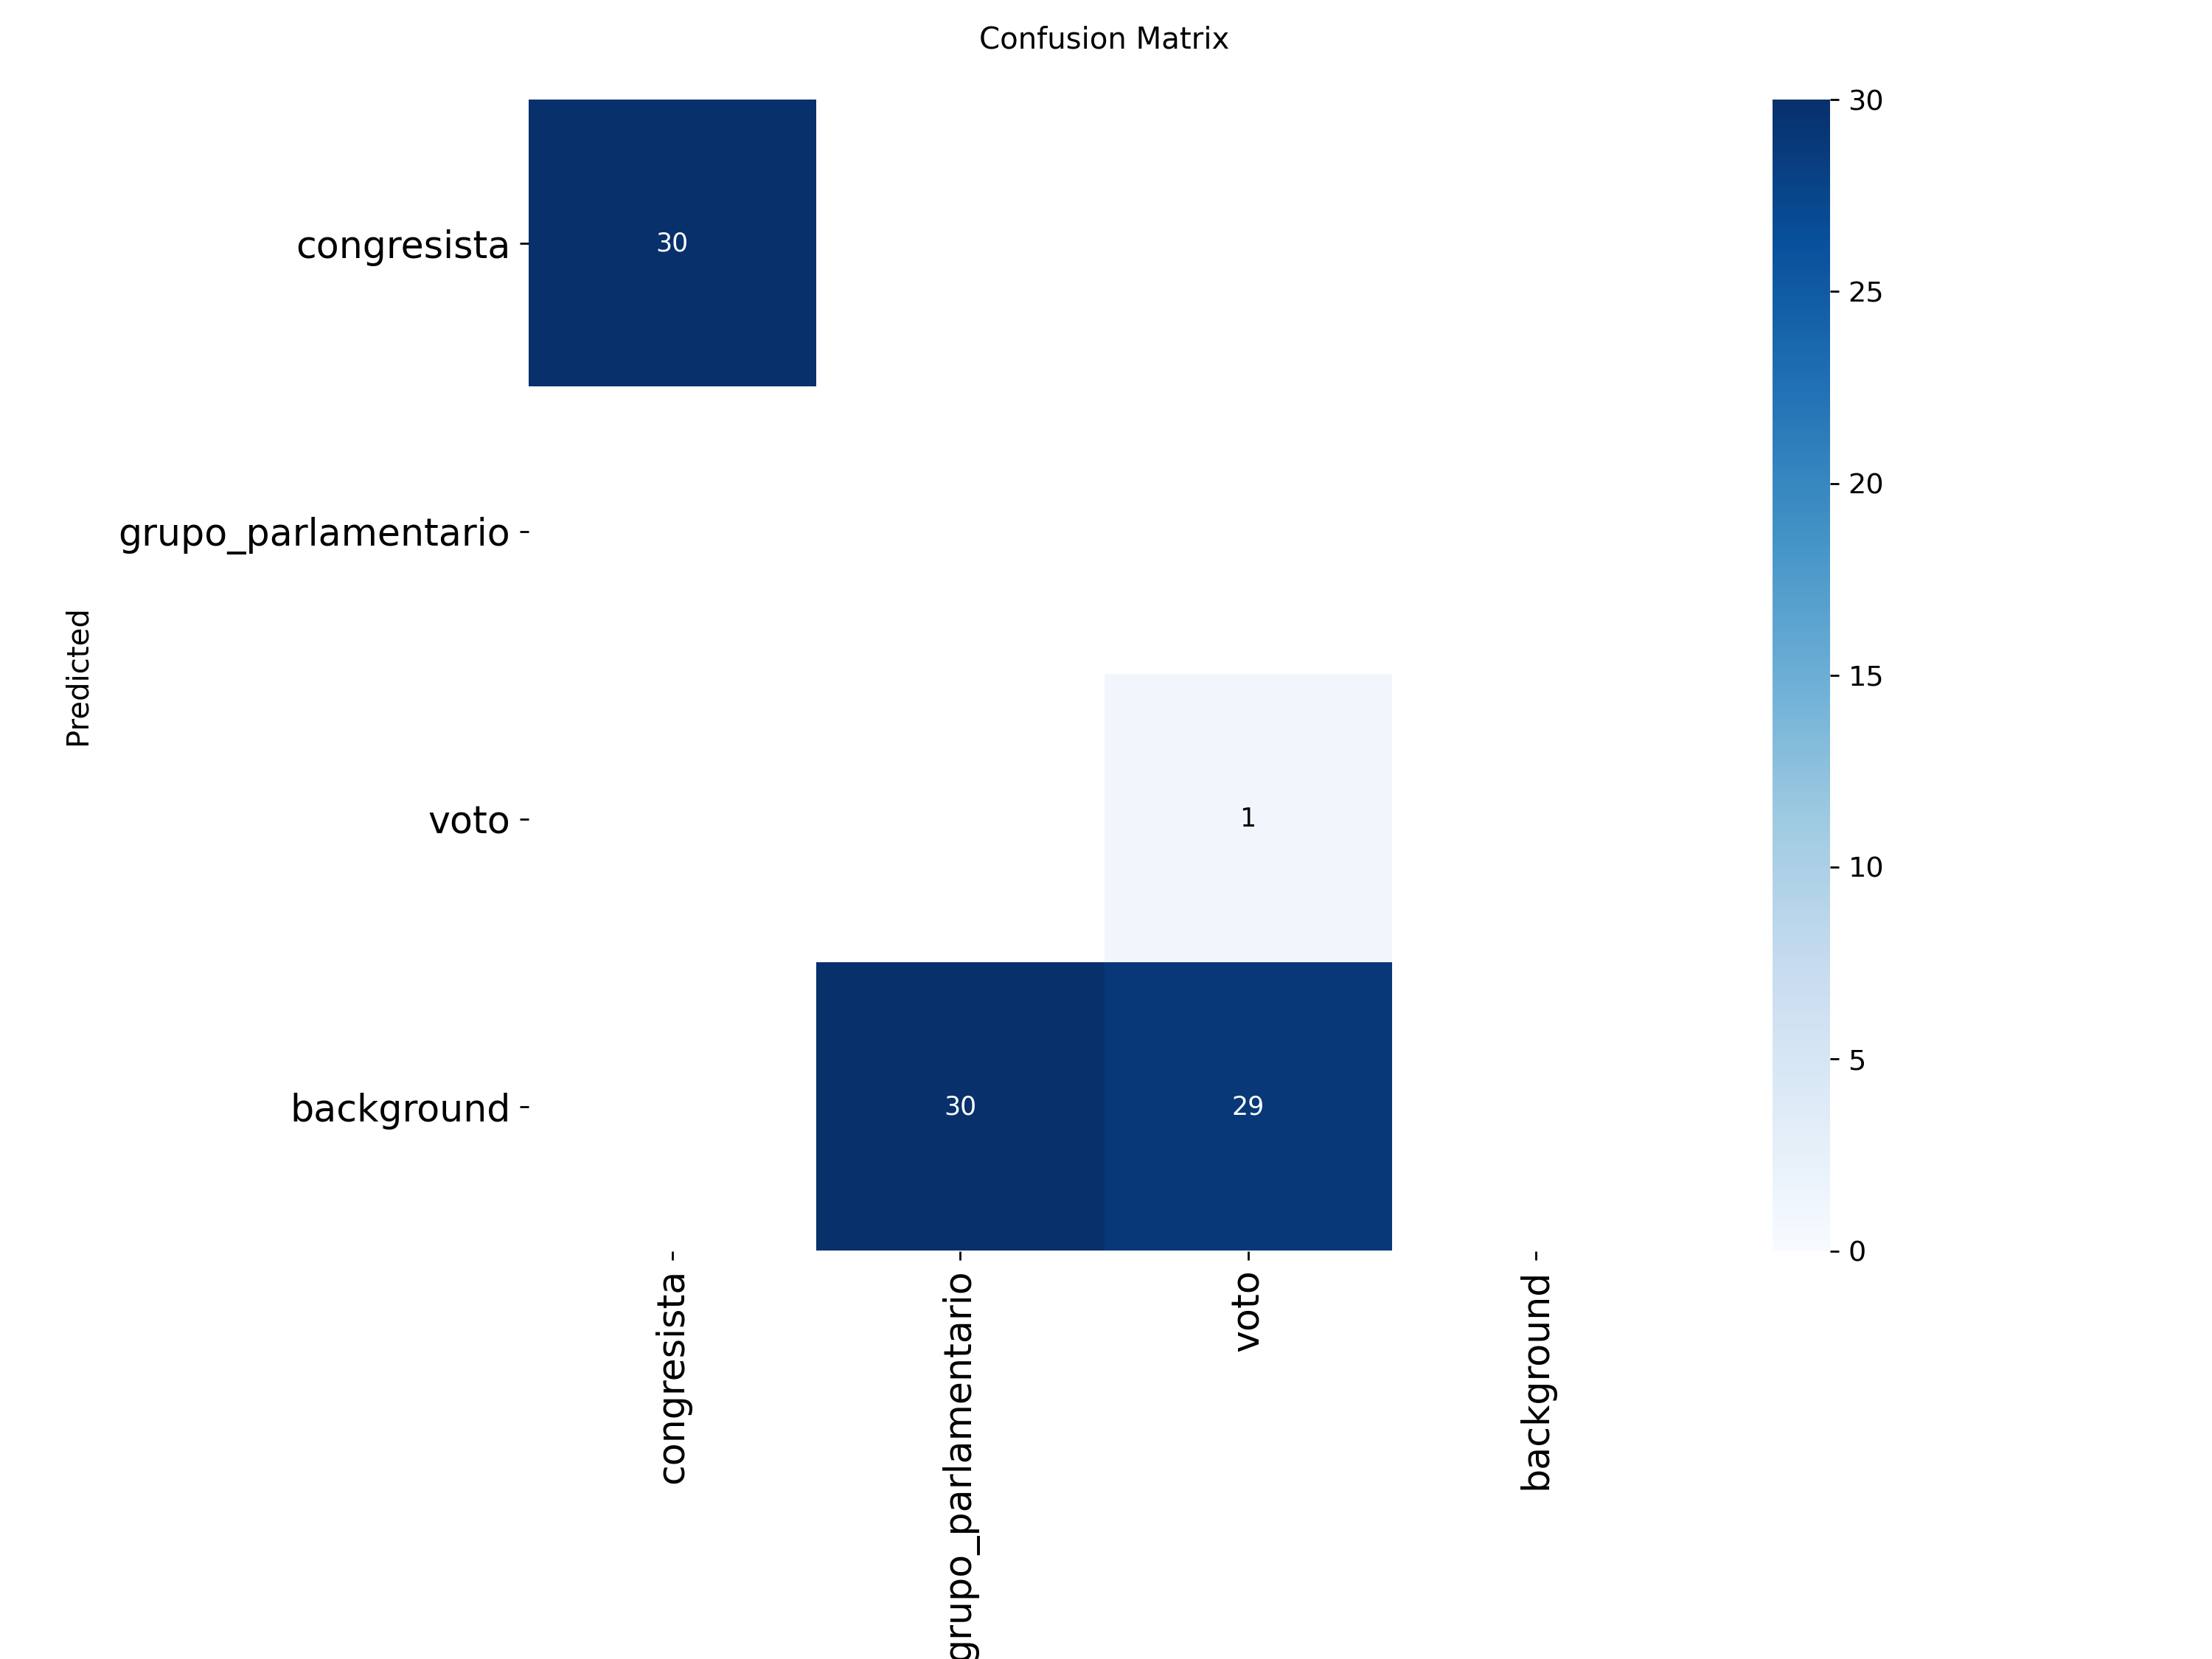 Confusion Matrix
congresista
30
grupo_parlamentario
voto
1
background
30 29
Predicted
congresista
grupo_parlamentario
voto
background
30
25
20
15
10
5
0